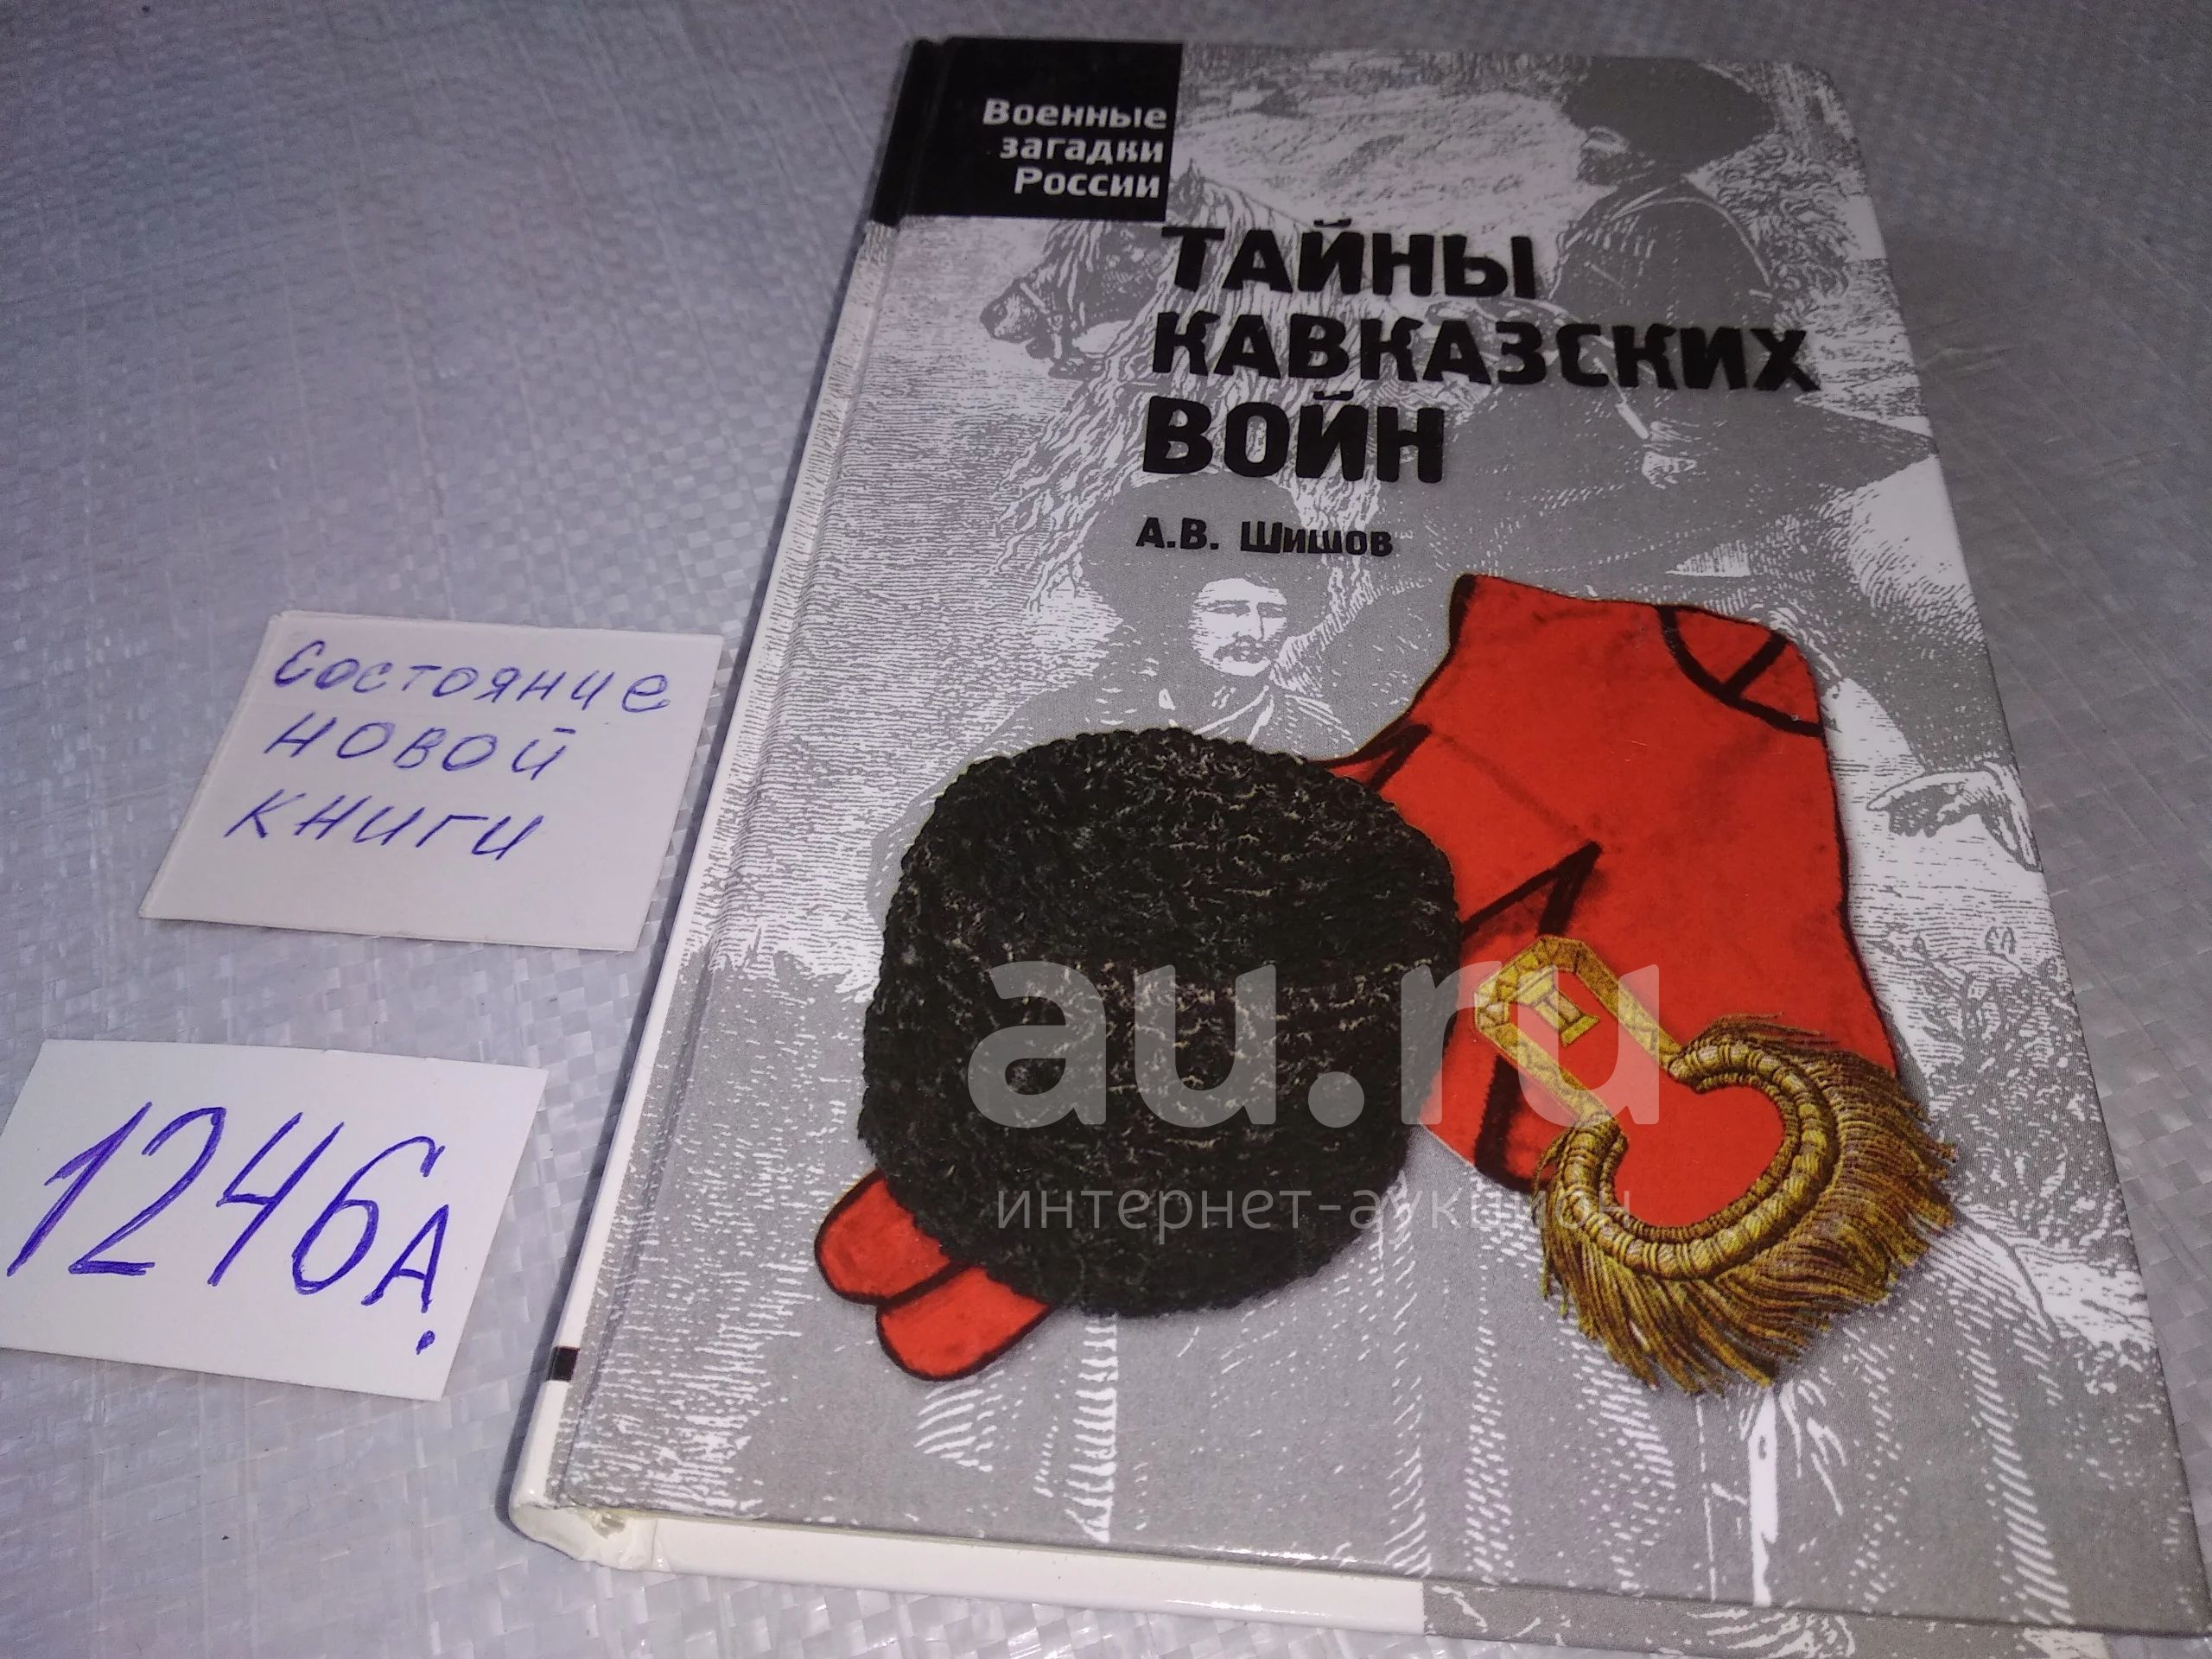 Военные
загадки
России
ТАЙНЫ
КАВКАЗСКИХ
ВОЙН
А.В. Шишов
Состояние
новой
книги
1246А.
au.ru
интернет-аукцион